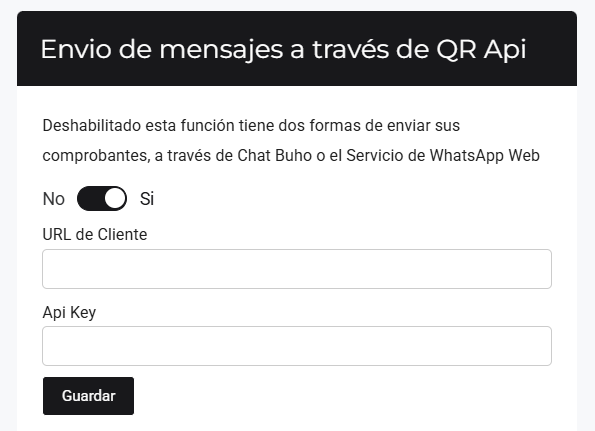 Envio de mensajes a través de QR Api
Deshabilitado esta función tiene dos formas de enviar sus
comprobantes, a través de Chat Buho o el Servicio de WhatsApp Web
No Si
URL de Cliente
Api Key
Guardar